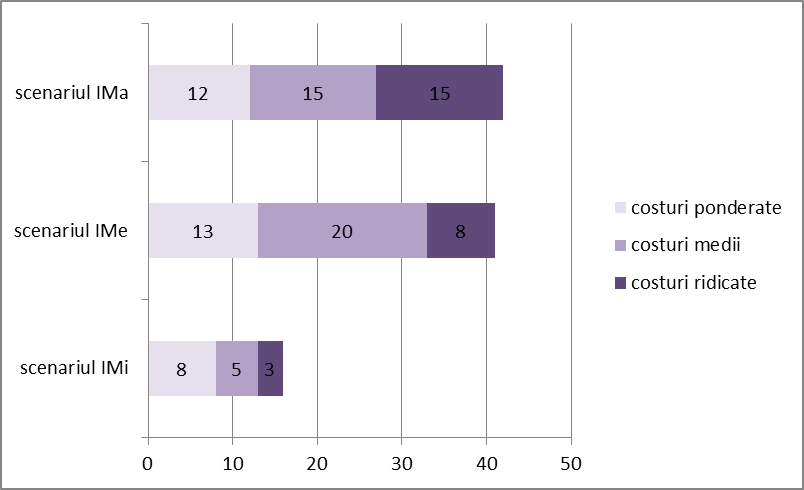 scenariul IMa
12 15 15
scenariul IMe
13 20 8
scenariul IMi
8 5 3
0 10 20 30 40 50
costuri ponderate
costuri medii
costuri ridicate